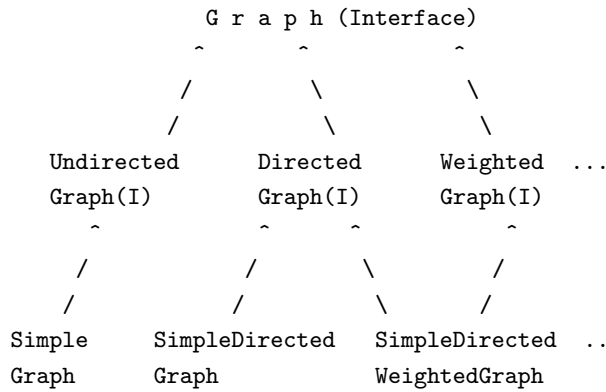 G r a p h (Interface)
^ ^ ^
/ \ \
/ \ \
Undirected Directed Weighted ...
Graph(I) Graph(I) Graph(I)
^ ^ ^ ^
/ / \ /
/ / \ /
Simple SimpleDirected SimpleDirected ..
Graph Graph WeightedGraph